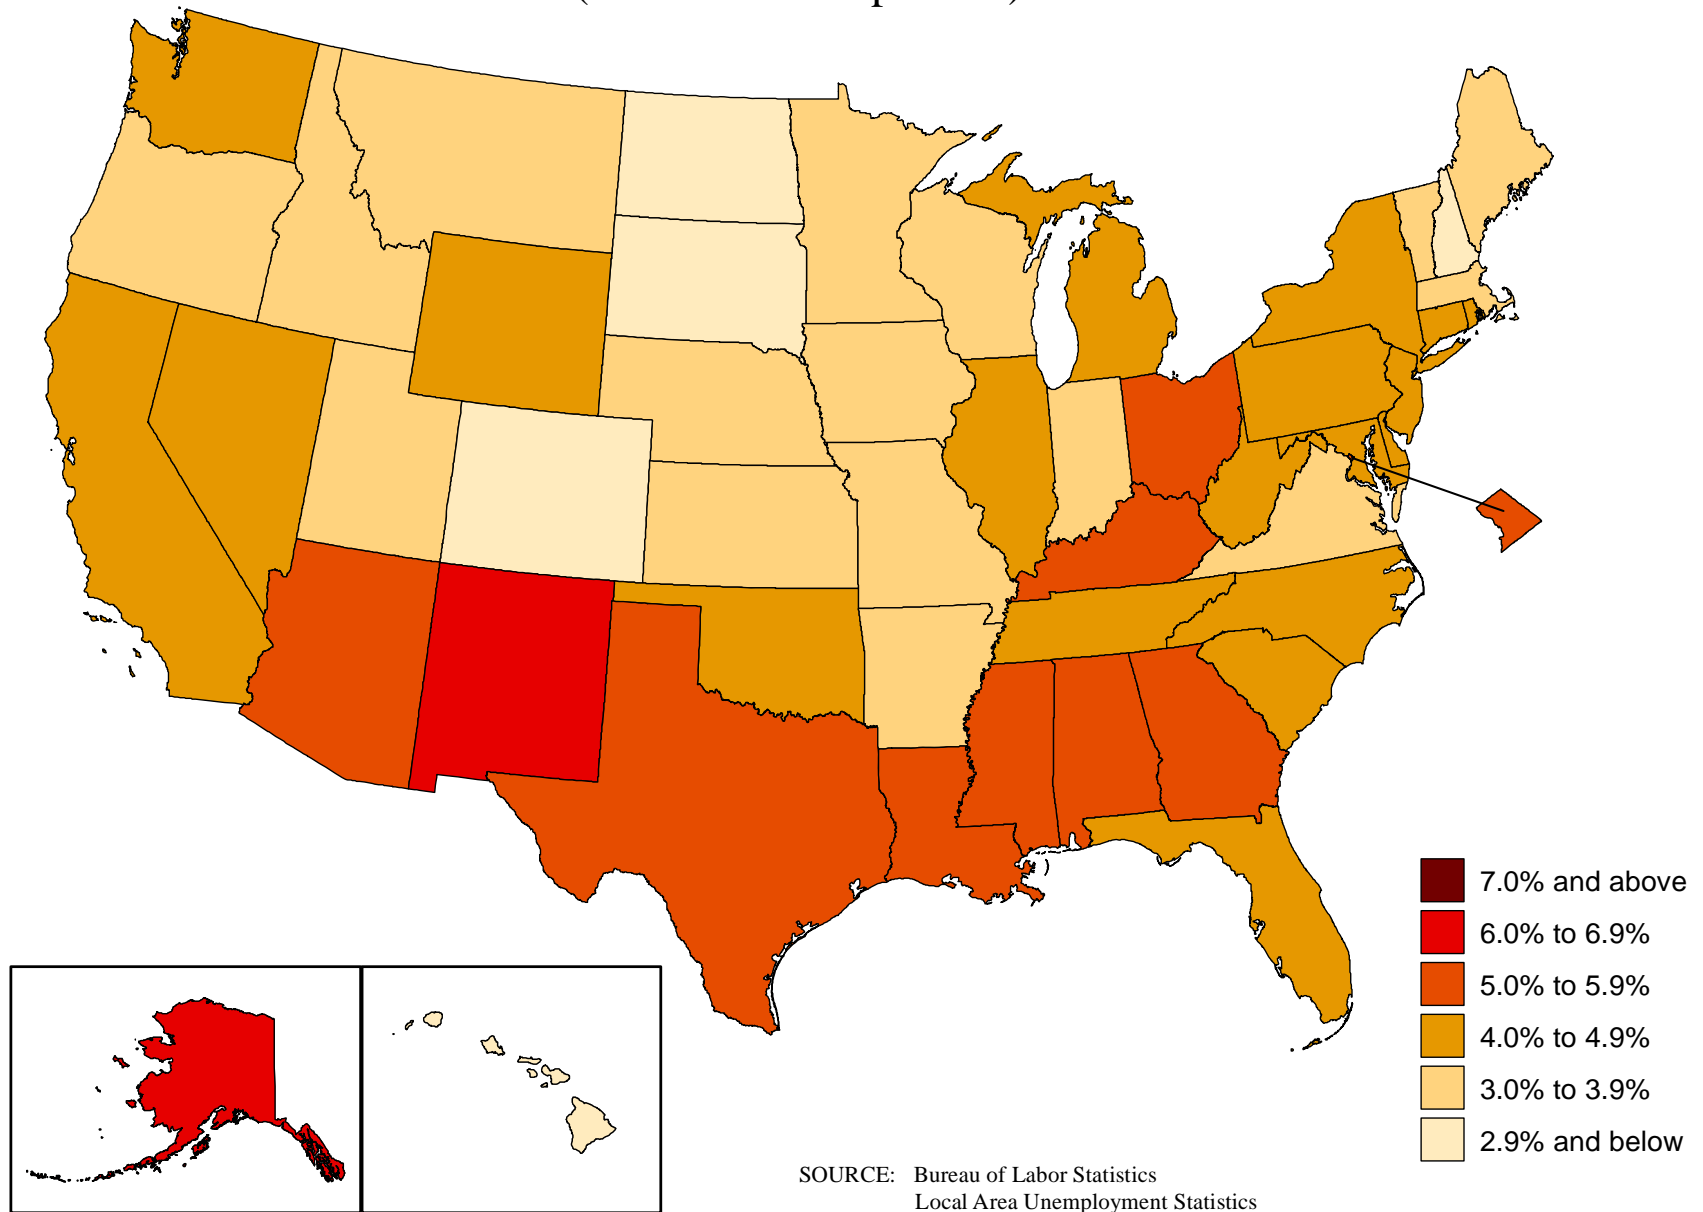 7.0% and above
6.0% to 6.9%
5.0% to 5.9%
4.0% to 4.9%
3.0% to 3.9%
2.9% and below
SOURCE: Bureau of Labor Statistics
Local Area Unemployment Statistics